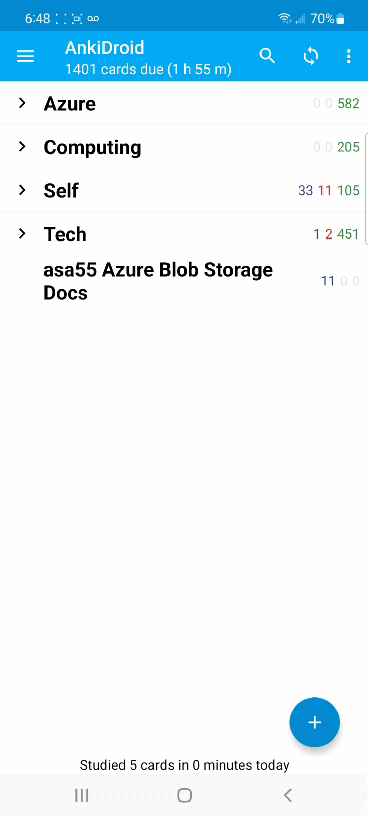 6:48 70%
AnkiDroid
1401 cards due (1 h 55 m)
Azure 0 0 582
Computing 0 0 205
Self 33 11 105
Tech 1 2 451
asa55 Azure Blob Storage
Docs 11 0 0
Studied 5 cards in 0 minutes today